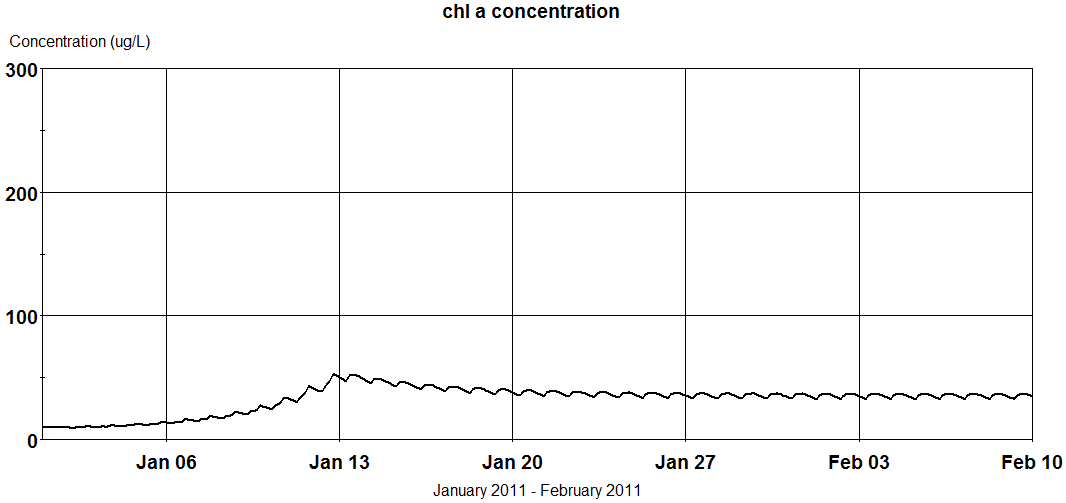 chl a concentration
Concentration (ug/L)
300
200
100
0
Jan 06 Jan 13 Jan 20 Jan 27 Feb 03 Feb 10
January 2011 - February 2011